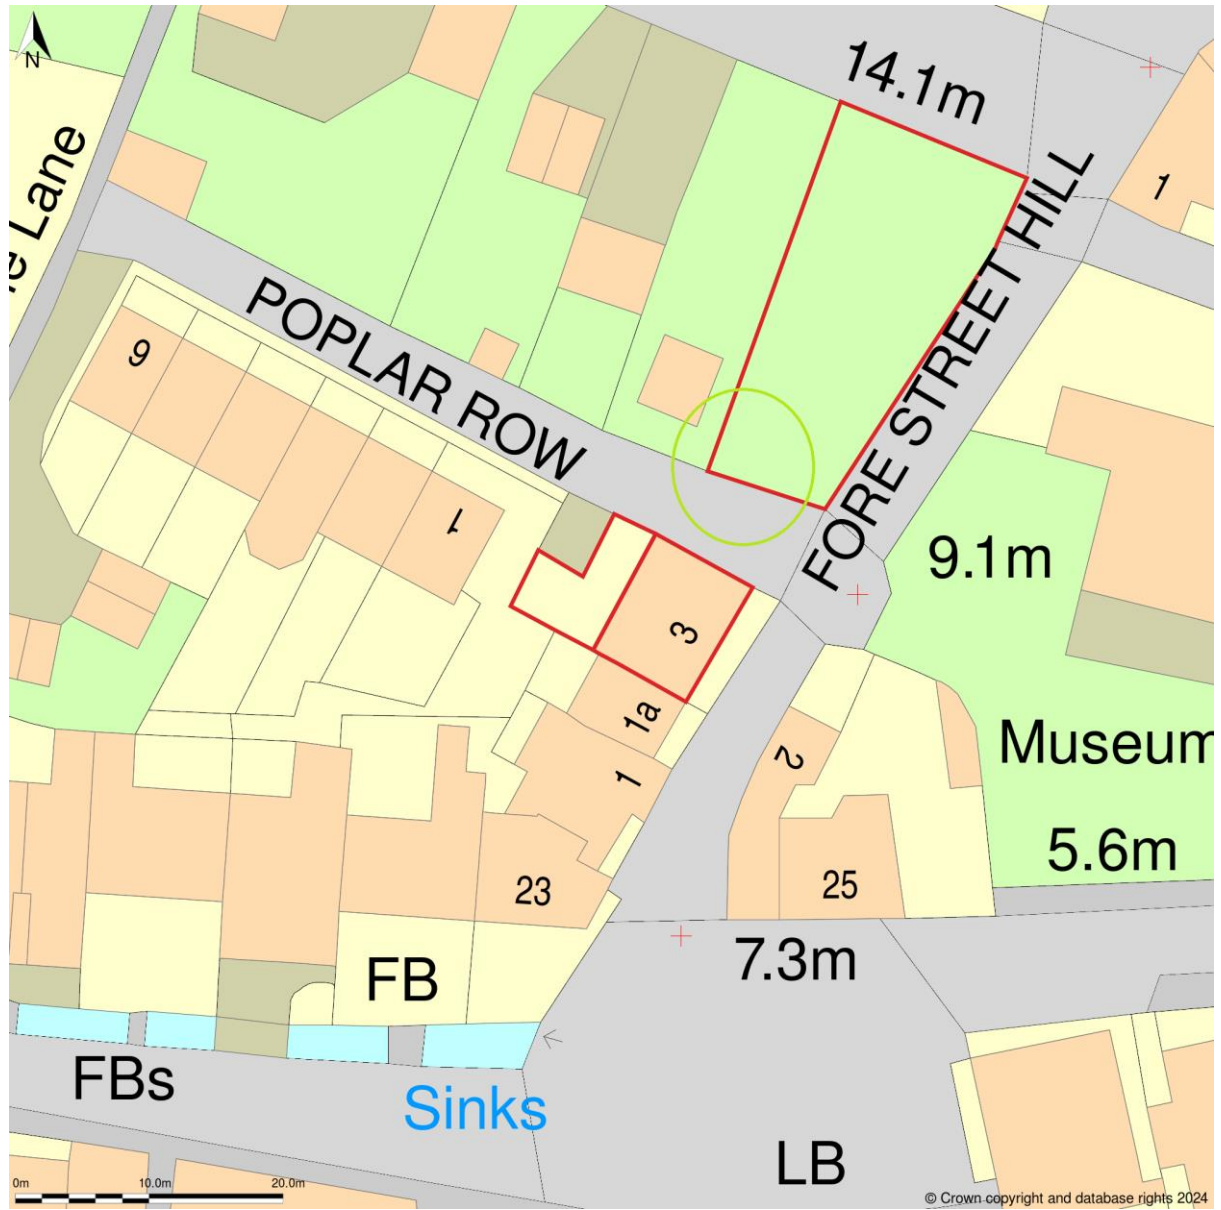 N
14.1m
e Lane
FORE STREET HILL
1
POPLAR ROW
9
1
9.1m
3
1a
Museum
2
1
5.6m
23
25
7.3m
FB
FBs
Sinks
LB
0m 10.0m 20.0m
© Crown copyright and database rights 2024